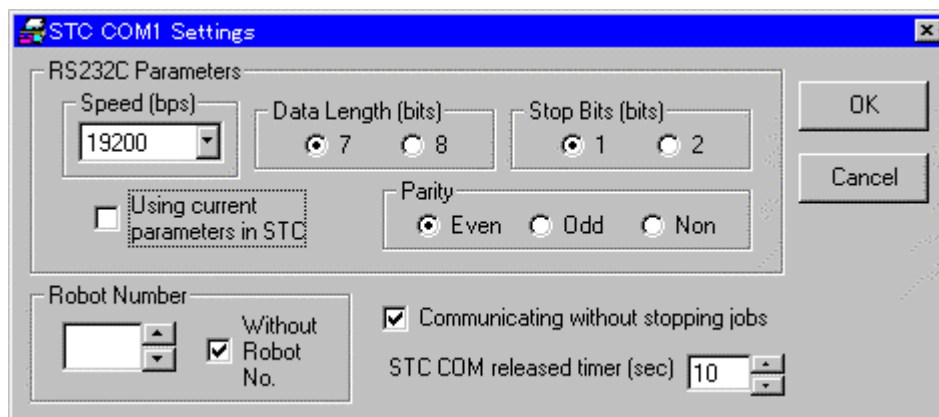 STC COM1 Settings
RS232C Parameters
Speed (bps)
19200
Data Length (bits)
7 8
Stop Bits (bits)
1 2
OK
Cancel
Using current
parameters in STC
Parity
Even Odd Non
Robot Number
Without
Robot
No.
Communicating without stopping jobs
STC COM released timer (sec) 10